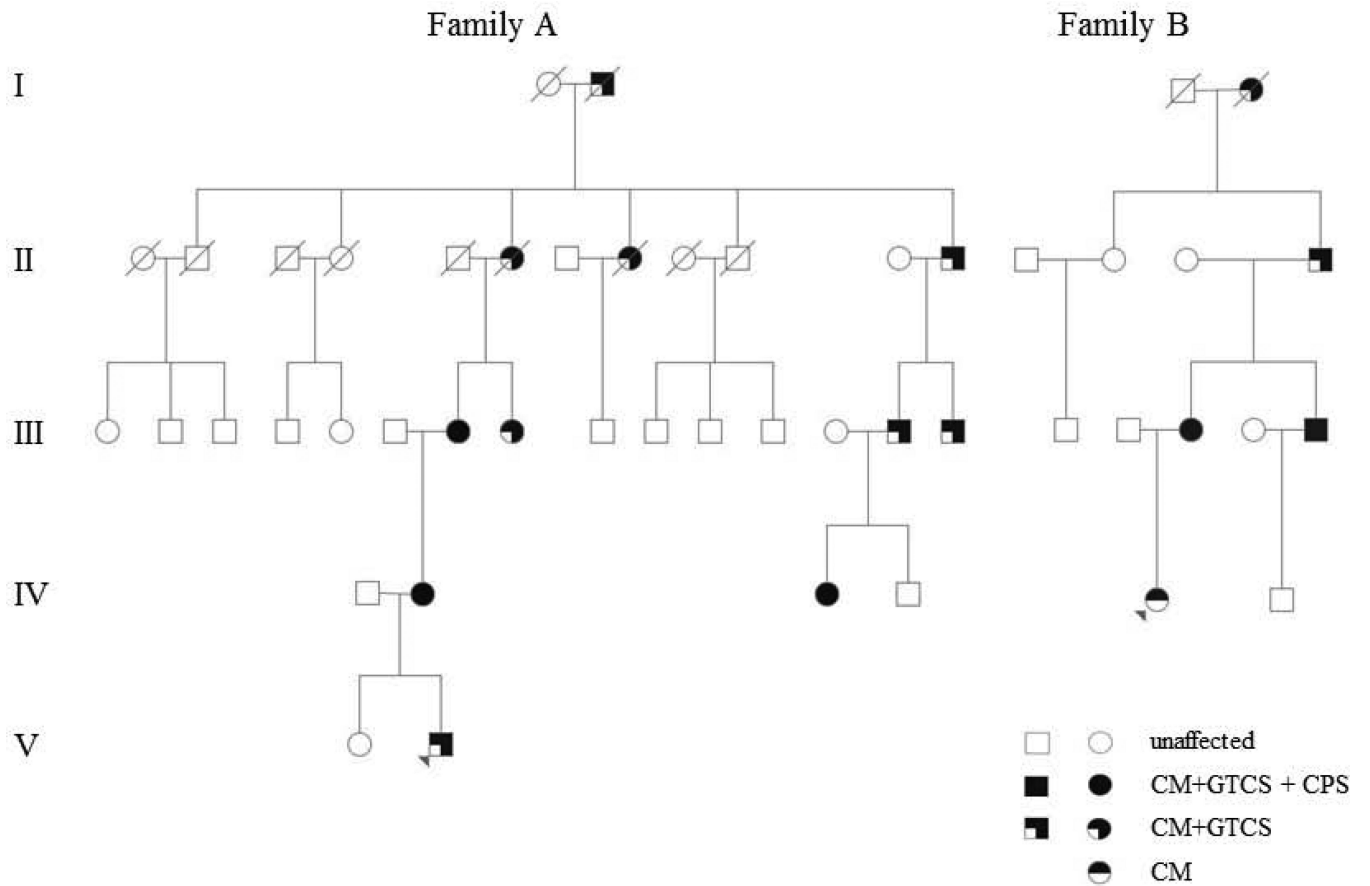 Family A Family B
I
II
III
IV
V
unaffected
CM+GTCS + CPS
CM+GTCS
CM